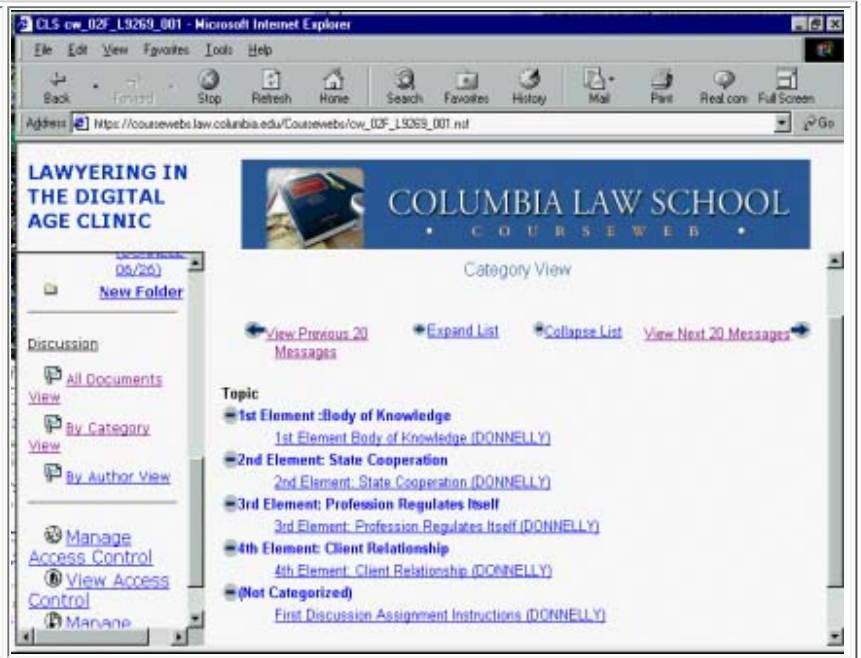 CLS cw_02F_L9269_001 - Microsoft Internet Explorer
File Edit View Favorites Tools Help
Back Forward Stop Refresh Home Search Favorites History Mail Print Real.com Full Screen
Address https://coursewebs.law.columbia.edu/Coursewebs/cw_02F_L9269_001.nsf Go
LAWYERING IN
THE DIGITAL
AGE CLINIC
COLUMBIA LAW SCHOOL
• COURSEWEB •
06/26)
New Folder
Discussion
All Documents
View
By Category
View
By Author View
Manage
Access Control
View Access
Control
Manage
Category View
View Previous 20
Messages
Expand List
Collapse List
View Next 20 Messages
Topic
1st Element :Body of Knowledge
1st Element Body of Knowledge (DONNELLY)
2nd Element: State Cooperation
2nd Element: State Cooperation (DONNELLY)
3rd Element: Profession Regulates Itself
3rd Element: Profession Regulates Itself (DONNELLY)
4th Element: Client Relationship
4th Element: Client Relationship (DONNELLY)
(Not Categorized)
First Discussion Assignment Instructions (DONNELLY)